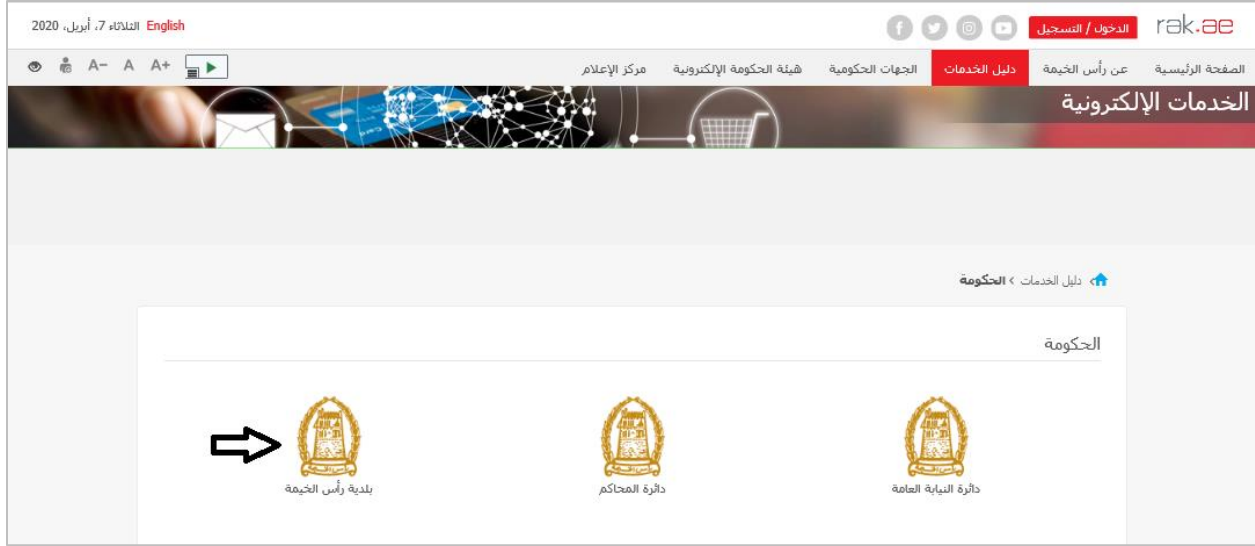 rak.ae الدخول / التسجيل English الثلاثاء 7، أبريل، 2020
الصفحة الرئيسية عن رأس الخيمة دليل الخدمات الجهات الحكومية هيئة الحكومة الإلكترونية مركز الإعلام A+ A A-
الخدمات الإلكترونية
دليل الخدمات › الحكومة
الحكومة
دائرة النيابة العامة دائرة المحاكم بلدية رأس الخيمة